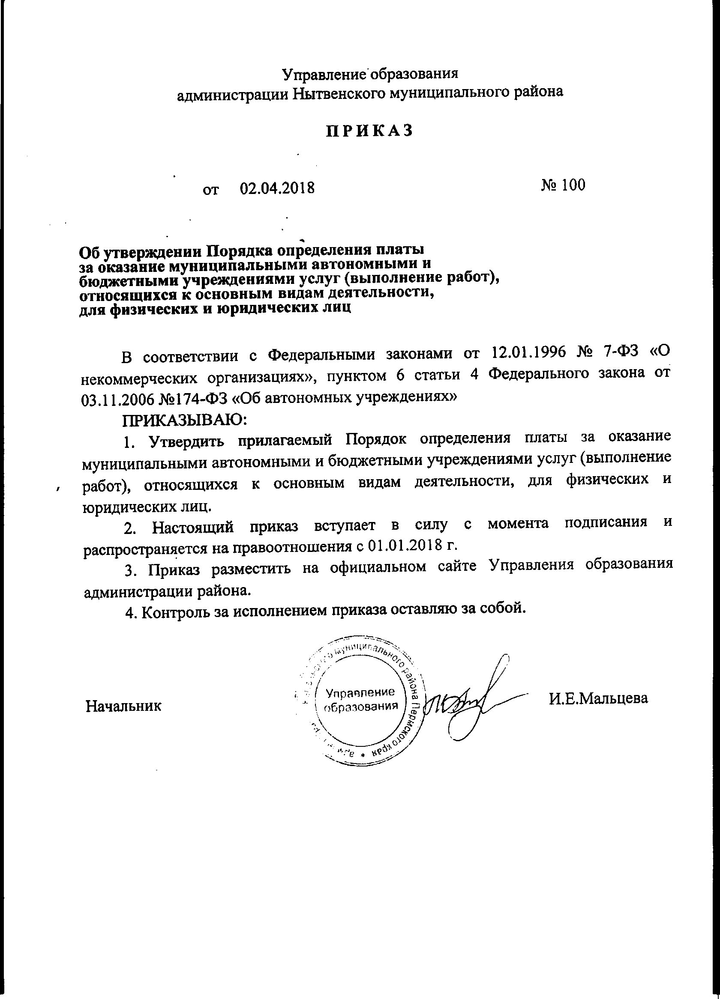 Управление образования
администрации Нытвенского муниципального района
ПРИКАЗ
от 02.04.2018 № 100
Об утверждении Порядка определения платы
за оказание муниципальными автономными и
бюджетными учреждениями услуг (выполнение работ),
относящихся к основным видам деятельности,
для физических и юридических лиц
В соответствии с Федеральными законами от 12.01.1996 № 7-ФЗ «О
некоммерческих организациях», пунктом 6 статьи 4 Федерального закона от
03.11.2006 №174-ФЗ «Об автономных учреждениях»
ПРИКАЗЫВАЮ:
1. Утвердить прилагаемый Порядок определения платы за оказание
муниципальными автономными и бюджетными учреждениями услуг (выполнение
работ), относящихся к основным видам деятельности, для физических и
юридических лиц.
2. Настоящий приказ вступает в силу с момента подписания и
распространяется на правоотношения с 01.01.2018 г.
3. Приказ разместить на официальном сайте Управления образования
администрации района.
4. Контроль за исполнением приказа оставляю за собой.
муниципального района Пермского края *
Управление
образования
Начальник И.Е.Мальцева